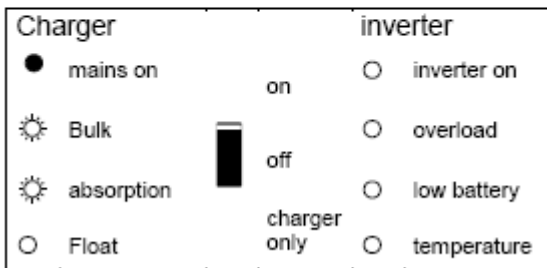 Charger
mains on
Bulk
absorption
Float
on
off
charger
only
inverter
inverter on
overload
low battery
temperature